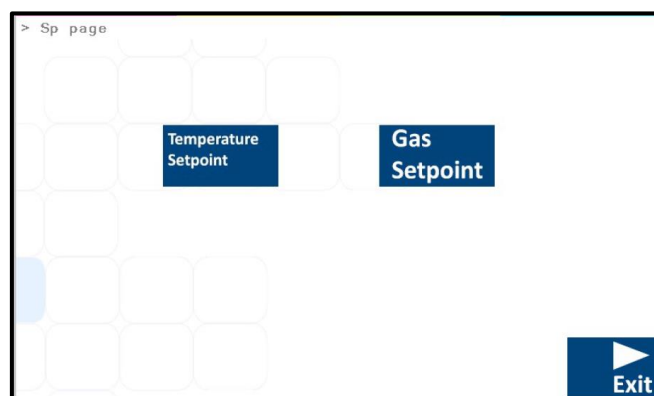 > Sp page
Temperature
Setpoint
Gas
Setpoint
Exit